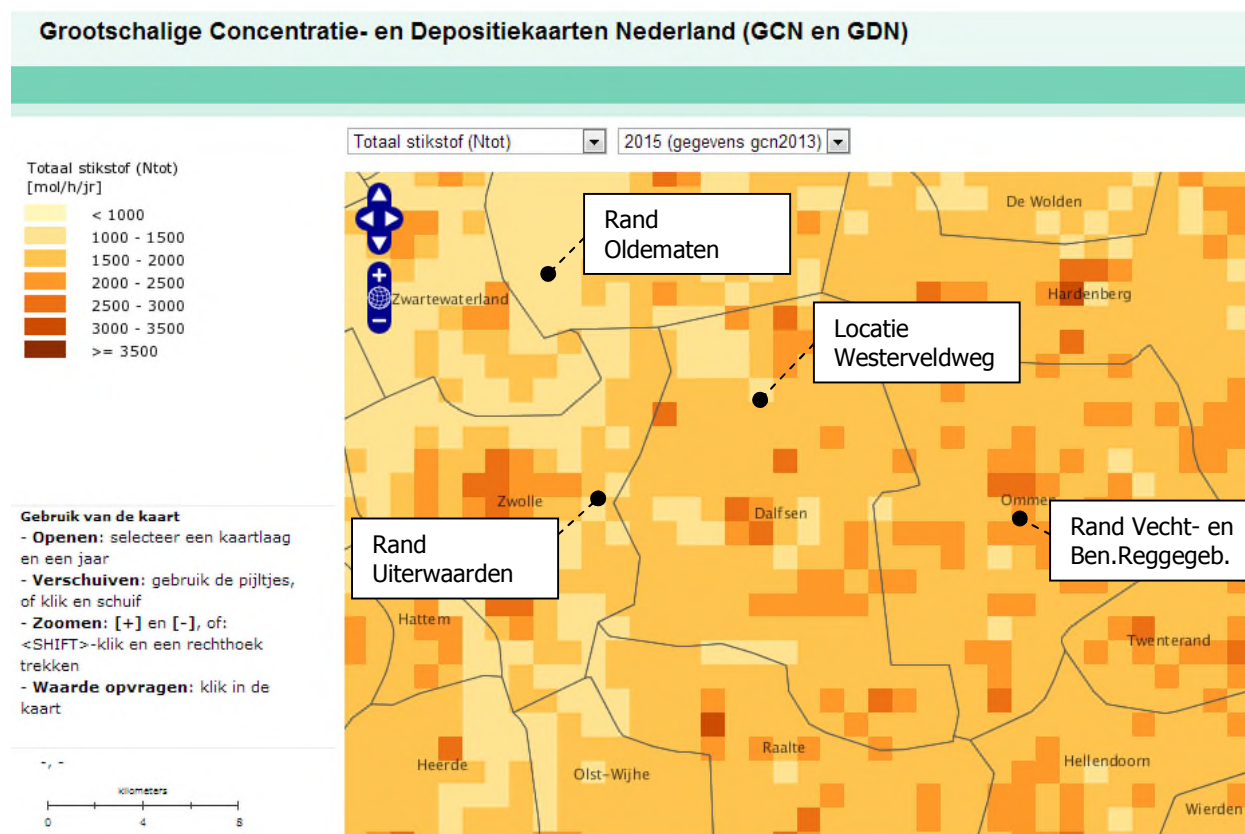 Grootschalige Concentratie- en Depositiekaarten Nederland (GCN en GDN)
Totaal stikstof (Ntot)
2015 (gegevens gcn2013)
Totaal stikstof (Ntot)
[mol/h/jr]
< 1000
1000 - 1500
1500 - 2000
2000 - 2500
2500 - 3000
3000 - 3500
>= 3500
De Wolden
Rand
Oldematen
Zwartewaterland
Hardenberg
Locatie
Westerveldweg
Zwolle
Dalfsen
Ommen
Rand
Uiterwaarden
Rand Vecht- en
Ben.Reggegeb.
Hattem
Twenterand
Raalte
Heerde
Olst-Wijhe
Hellendoorn
Wierden
Gebruik van de kaart
- Openen: selecteer een kaartlaag
en een jaar
- Verschuiven: gebruik de pijltjes,
of klik en schuif
- Zoomen: [+] en [-], of:
<SHIFT>-klik en een rechthoek
trekken
- Waarde opvragen: klik in de
kaart
-, -
kilometers
0 4 8